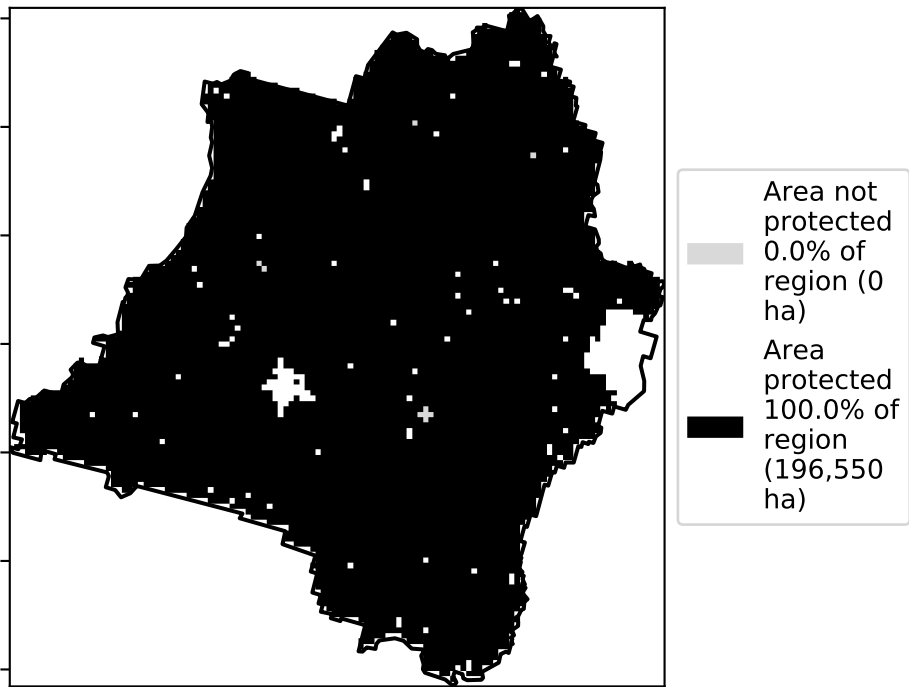 Area not
protected
0.0% of
region (0
ha)
Area
protected
100.0% of
region
(196,550
ha)